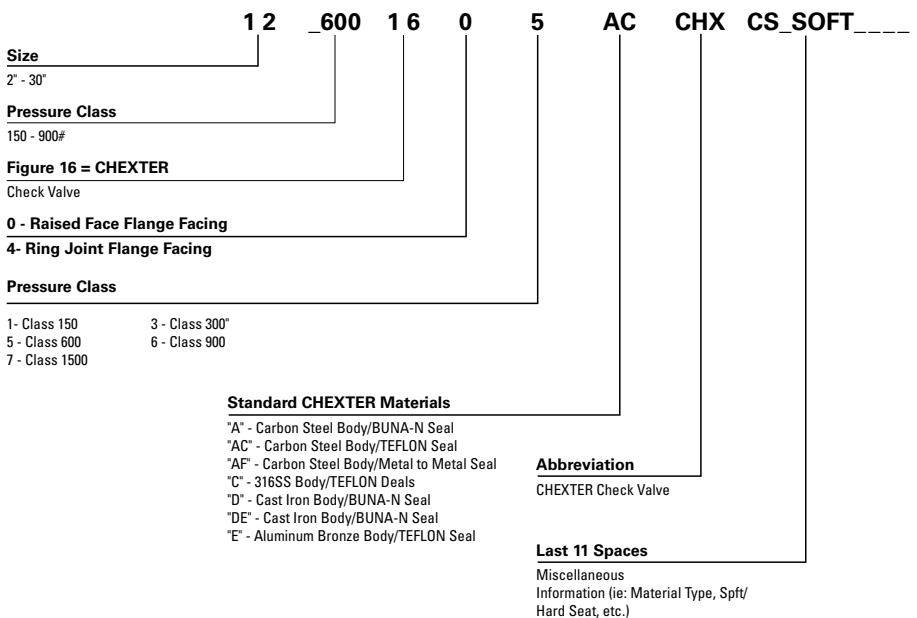 1 2 _600 1 6 0 5 AC CHX CS_SOFT_ _ _ _
Size
2" - 30"
Pressure Class
150 - 900#
Figure 16 = CHEXTER
Check Valve
0 - Raised Face Flange Facing
4- Ring Joint Flange Facing
Pressure Class
1- Class 150 3 - Class 300"
5 - Class 600 6 - Class 900
7 - Class 1500
Standard CHEXTER Materials
"A" - Carbon Steel Body/BUNA-N Seal
"AC" - Carbon Steel Body/TEFLON Seal
"AF" - Carbon Steel Body/Metal to Metal Seal
"C" - 316SS Body/TEFLON Deals
"D" - Cast Iron Body/BUNA-N Seal
"DE" - Cast Iron Body/BUNA-N Seal
"E" - Aluminum Bronze Body/TEFLON Seal
Abbreviation
CHEXTER Check Valve
Last 11 Spaces
Miscellaneous
Information (ie: Material Type, Spft/
Hard Seat, etc.)